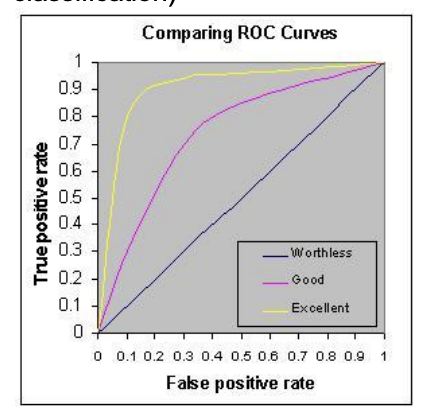 classification)
Comparing ROC Curves
1
0.9
0.8
0.7
0.6
0.5
0.4
0.3
0.2
0.1
0
True positive rate
Worthless
Good
Excellent
0 0.1 0.2 0.3 0.4 0.5 0.6 0.7 0.8 0.9 1
False positive rate